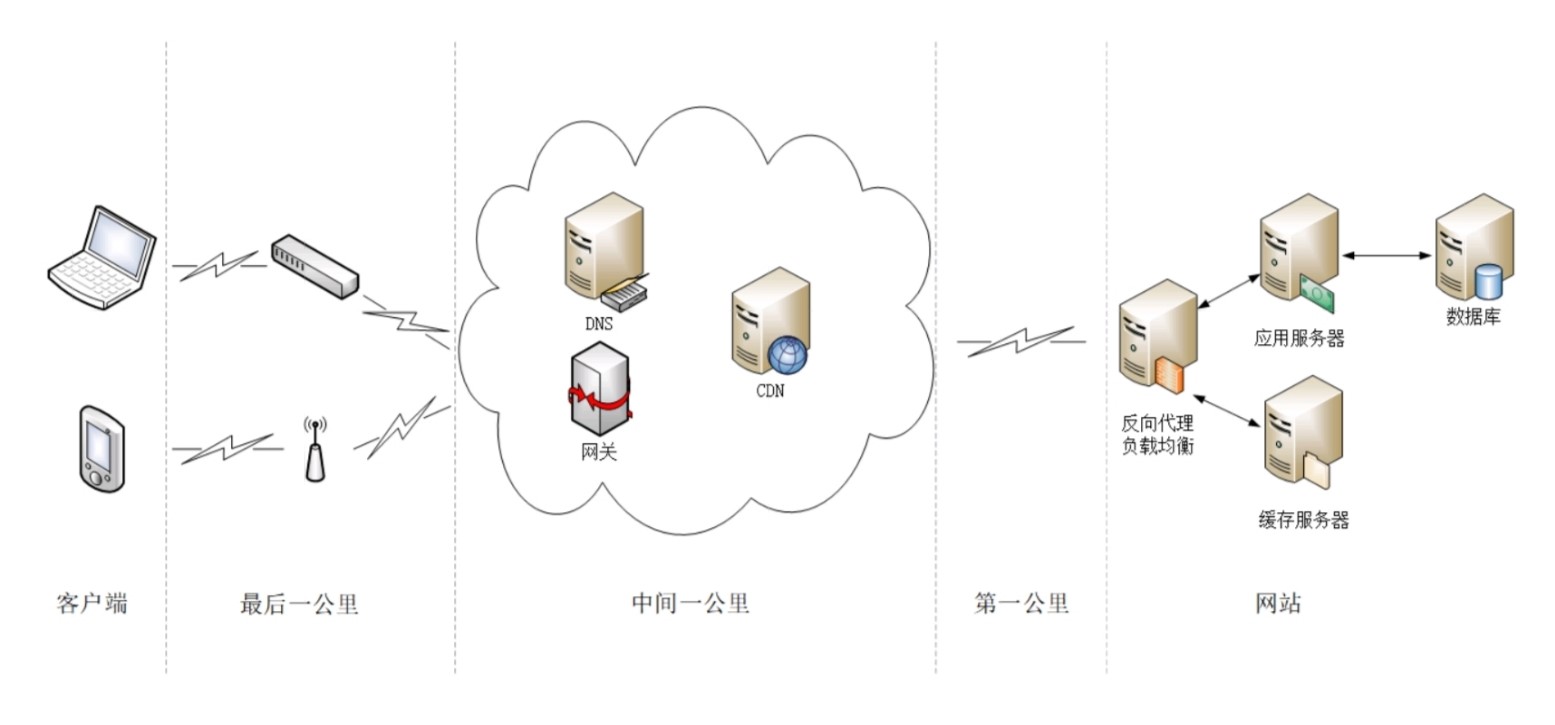 DNS
CDN
网关
应用服务器
数据库
反向代理
负载均衡
缓存服务器
客户端
最后一公里
中间一公里
第一公里
网站